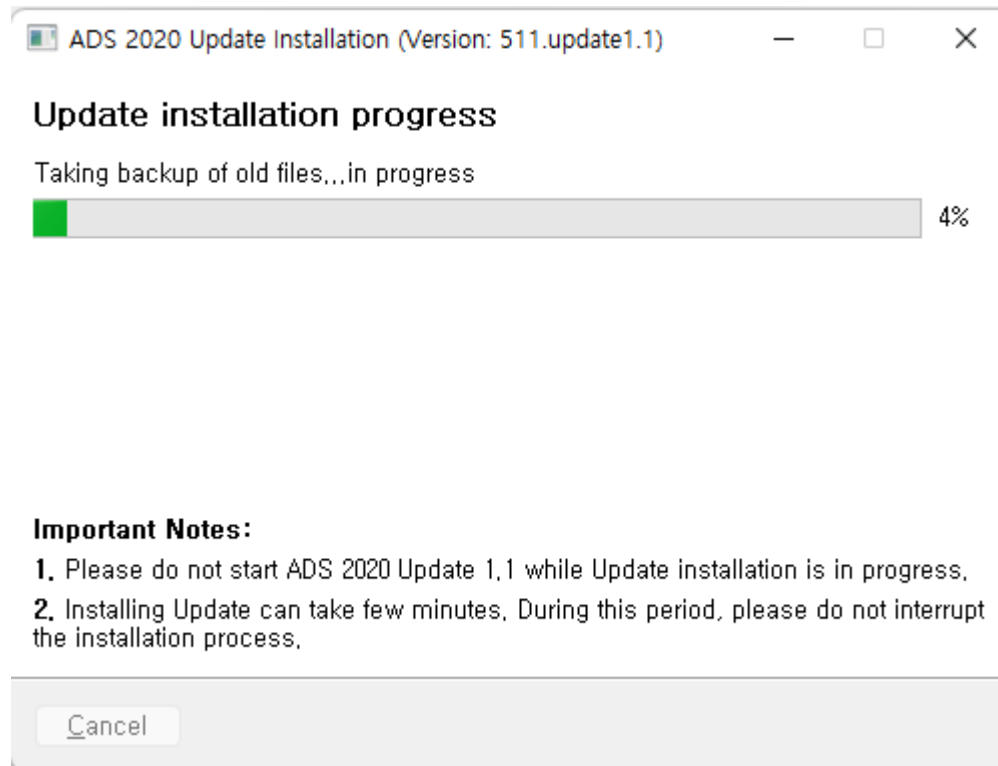 ADS 2020 Update Installation (Version: 511.update1.1)
Update installation progress
Taking backup of old files,,,in progress
4%
Important Notes:
1. Please do not start ADS 2020 Update 1,1 while Update installation is in progress,
2. Installing Update can take few minutes, During this period, please do not interrupt
the installation process,
Cancel